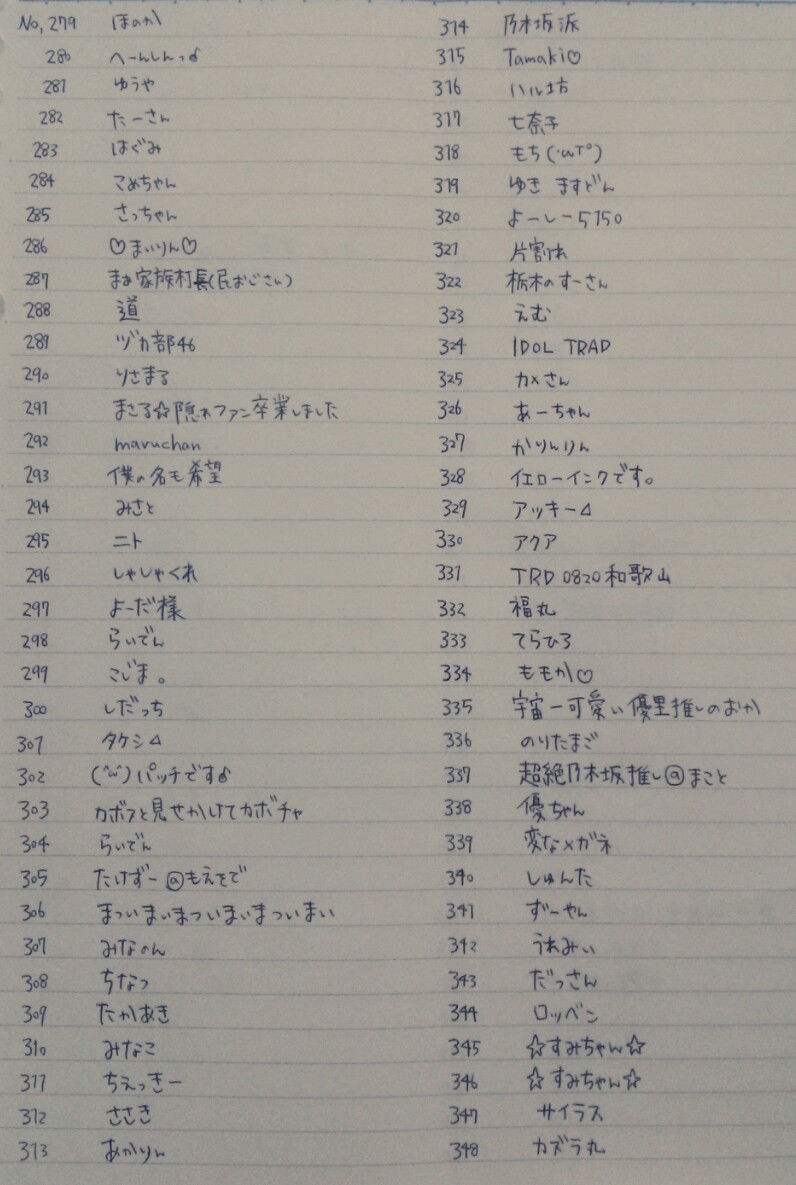 No, 279 ほのか
280 へーんしんっ♂
281 ゆうや
282 たーさん
283 はぐみ
284 こめちゃん
285 さっちゃん
286 ♡まいりん♡
287 まぁ家族村長(民おじさん)
288 道
289 ヅカ部46
290 りさまる
291 まさる☆隠れファン卒業しました
292 maruchan
293 僕の名も希望
294 みさと
295 ニト
296 しゃしゃくれ
297 よーだ様
298 らいでん
299 こじま。
300 しだっち
301 タケシ⊿
302 パッチです♪
303 カボスと見せかけてカボチャ
304 らいでん
305 たけずー@もえきで
306 まついまいまついまいまついまい
307 みなのん
308 ちなつ
309 たかあき
310 みなこ
311 ちえっきー
312 ささき
313 あかりん
314 乃木坂派
315 Tamaki♡
316 ハル坊
317 七奈子
318 もち
319 ゆき ますどん
320 よーしー5150
321 片割れ
322 栃木のすーさん
323 えむ
324 IDOL TRAD
325 カメさん
326 あーちゃん
327 かりんりん
328 イエローインクです。
329 アッキー⊿
330 アクア
331 TRD 0820 和歌山
332 福丸
333 てらひろ
334 ももか♡
335 宇宙一可愛い優里推しのおか
336 のりたまご
337 超絶乃木坂推し@まこと
338 優ちゃん
339 変なメガネ
340 しゅんた
341 ずーやん
342 うれみい
343 だっさん
344 ロッベン
345 ☆すみちゃん☆
346 ☆すみちゃん☆
347 サイラス
348 カズラ丸